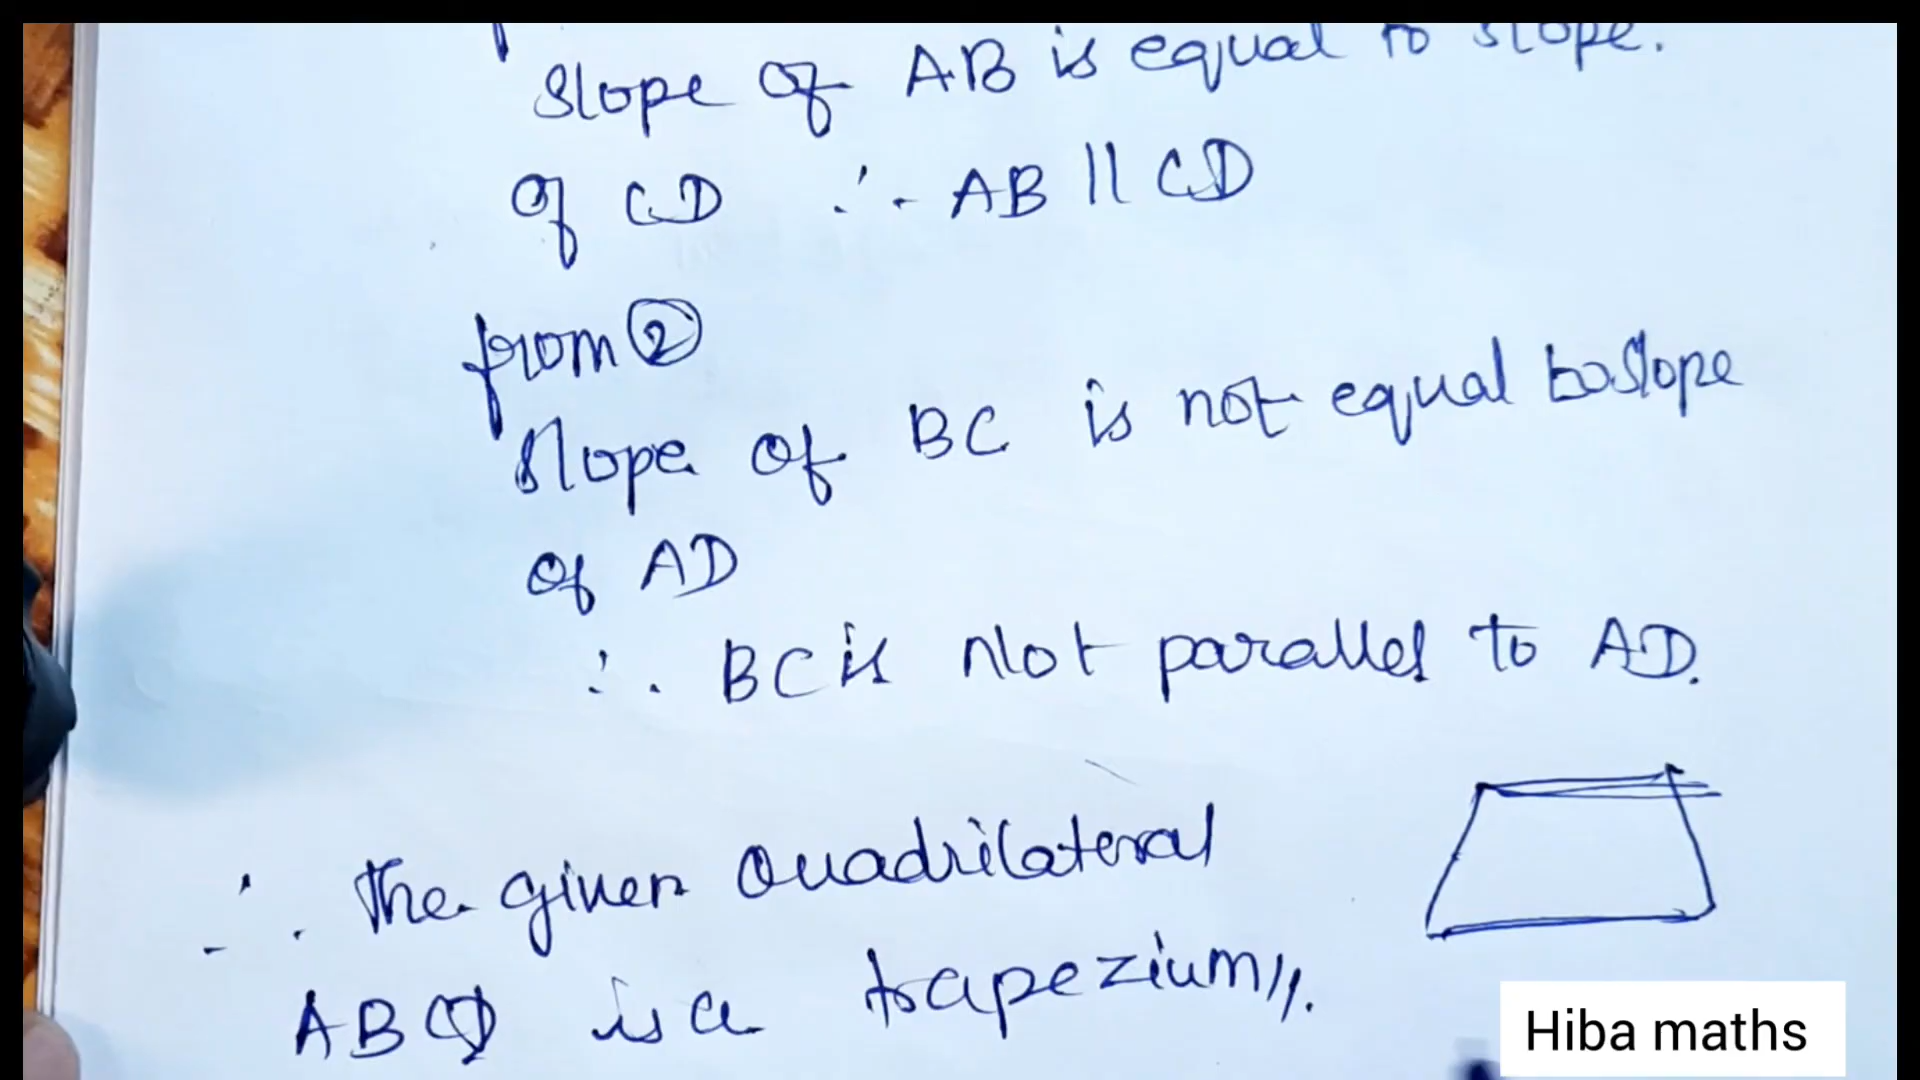 Slope of AB is equal to slope.
of CD ∴ AB || CD
from ②
Slope of BC is not equal to slope
of AD
∴ BC is Not parallel to AD.
∴ The given Quadrilateral
ABCD is a trapezium //.
Hiba maths